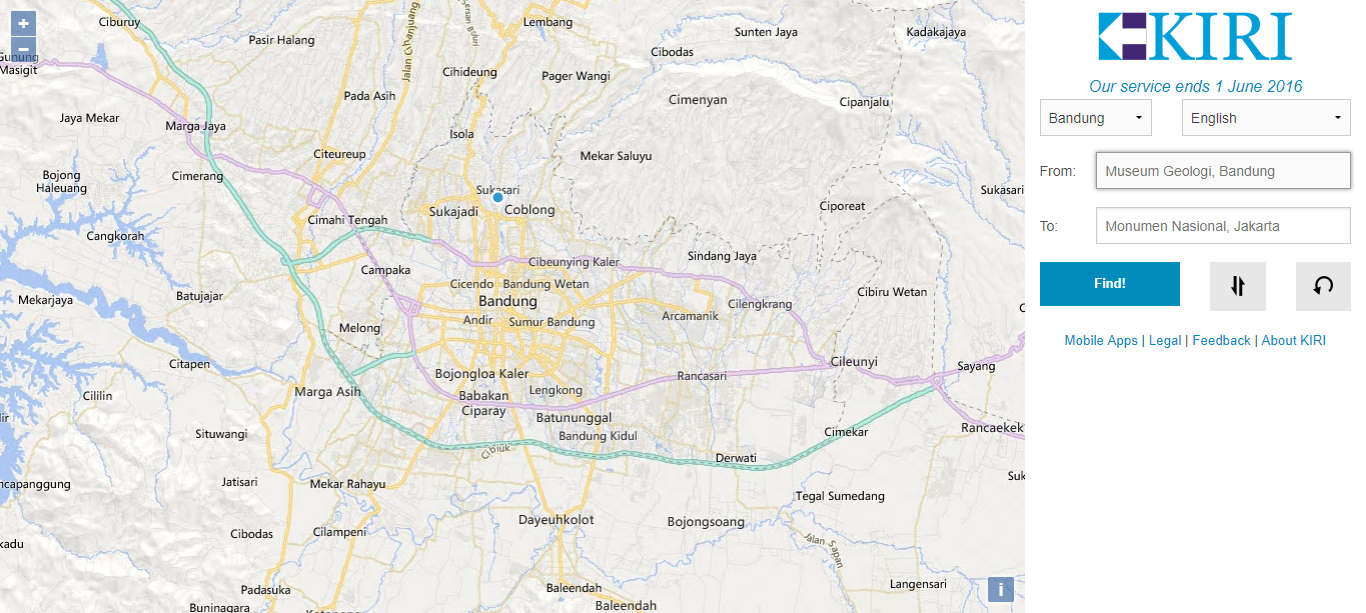 +
−
Ciburuy
Lembang
Sunten Jaya
Kadakajaya
Pasir Halang
Jalan Cihanjuang
Cibodas
Gunung
Masigit
Cihideung
Pager Wangi
Pada Asih
Cimenyan
Cipanjalu
Jaya Mekar
Marga Jaya
Isola
Citeureup
Mekar Saluyu
Cimerang
Bojong
Haleuang
Sukasari
Sukasari
Sukajadi
Coblong
Ciporeat
Cimahi Tengah
Cangkorah
Sindang Jaya
Campaka
Cibeunying Kaler
Cicendo
Bandung Wetan
Batujajar
Cibiru Wetan
Mekarjaya
Bandung
Cilengkrang
Andir
Sumur Bandung
Arcamanik
Melong
Citapen
Cileunyi
Sayang
Bojongloa Kaler
Rancasari
Marga Asih
Lengkong
Cililin
Babakan
Ciparay
Batununggal
Situwangi
Bandung Kidul
Cimekar
Rancaekek
Derwati
Jatisari
Mekar Rahayu
Tegal Sumedang
Dayeuhkolot
Bojongsoang
Cibodas
Cilampeni
Jalan Sapan
Langensari
Padasuka
Baleendah
Buninagara
Baleendah
i
KIRI
Our service ends 1 June 2016
Bandung English
From: Museum Geologi, Bandung
To: Monumen Nasional, Jakarta
Find!
Mobile Apps | Legal | Feedback | About KIRI